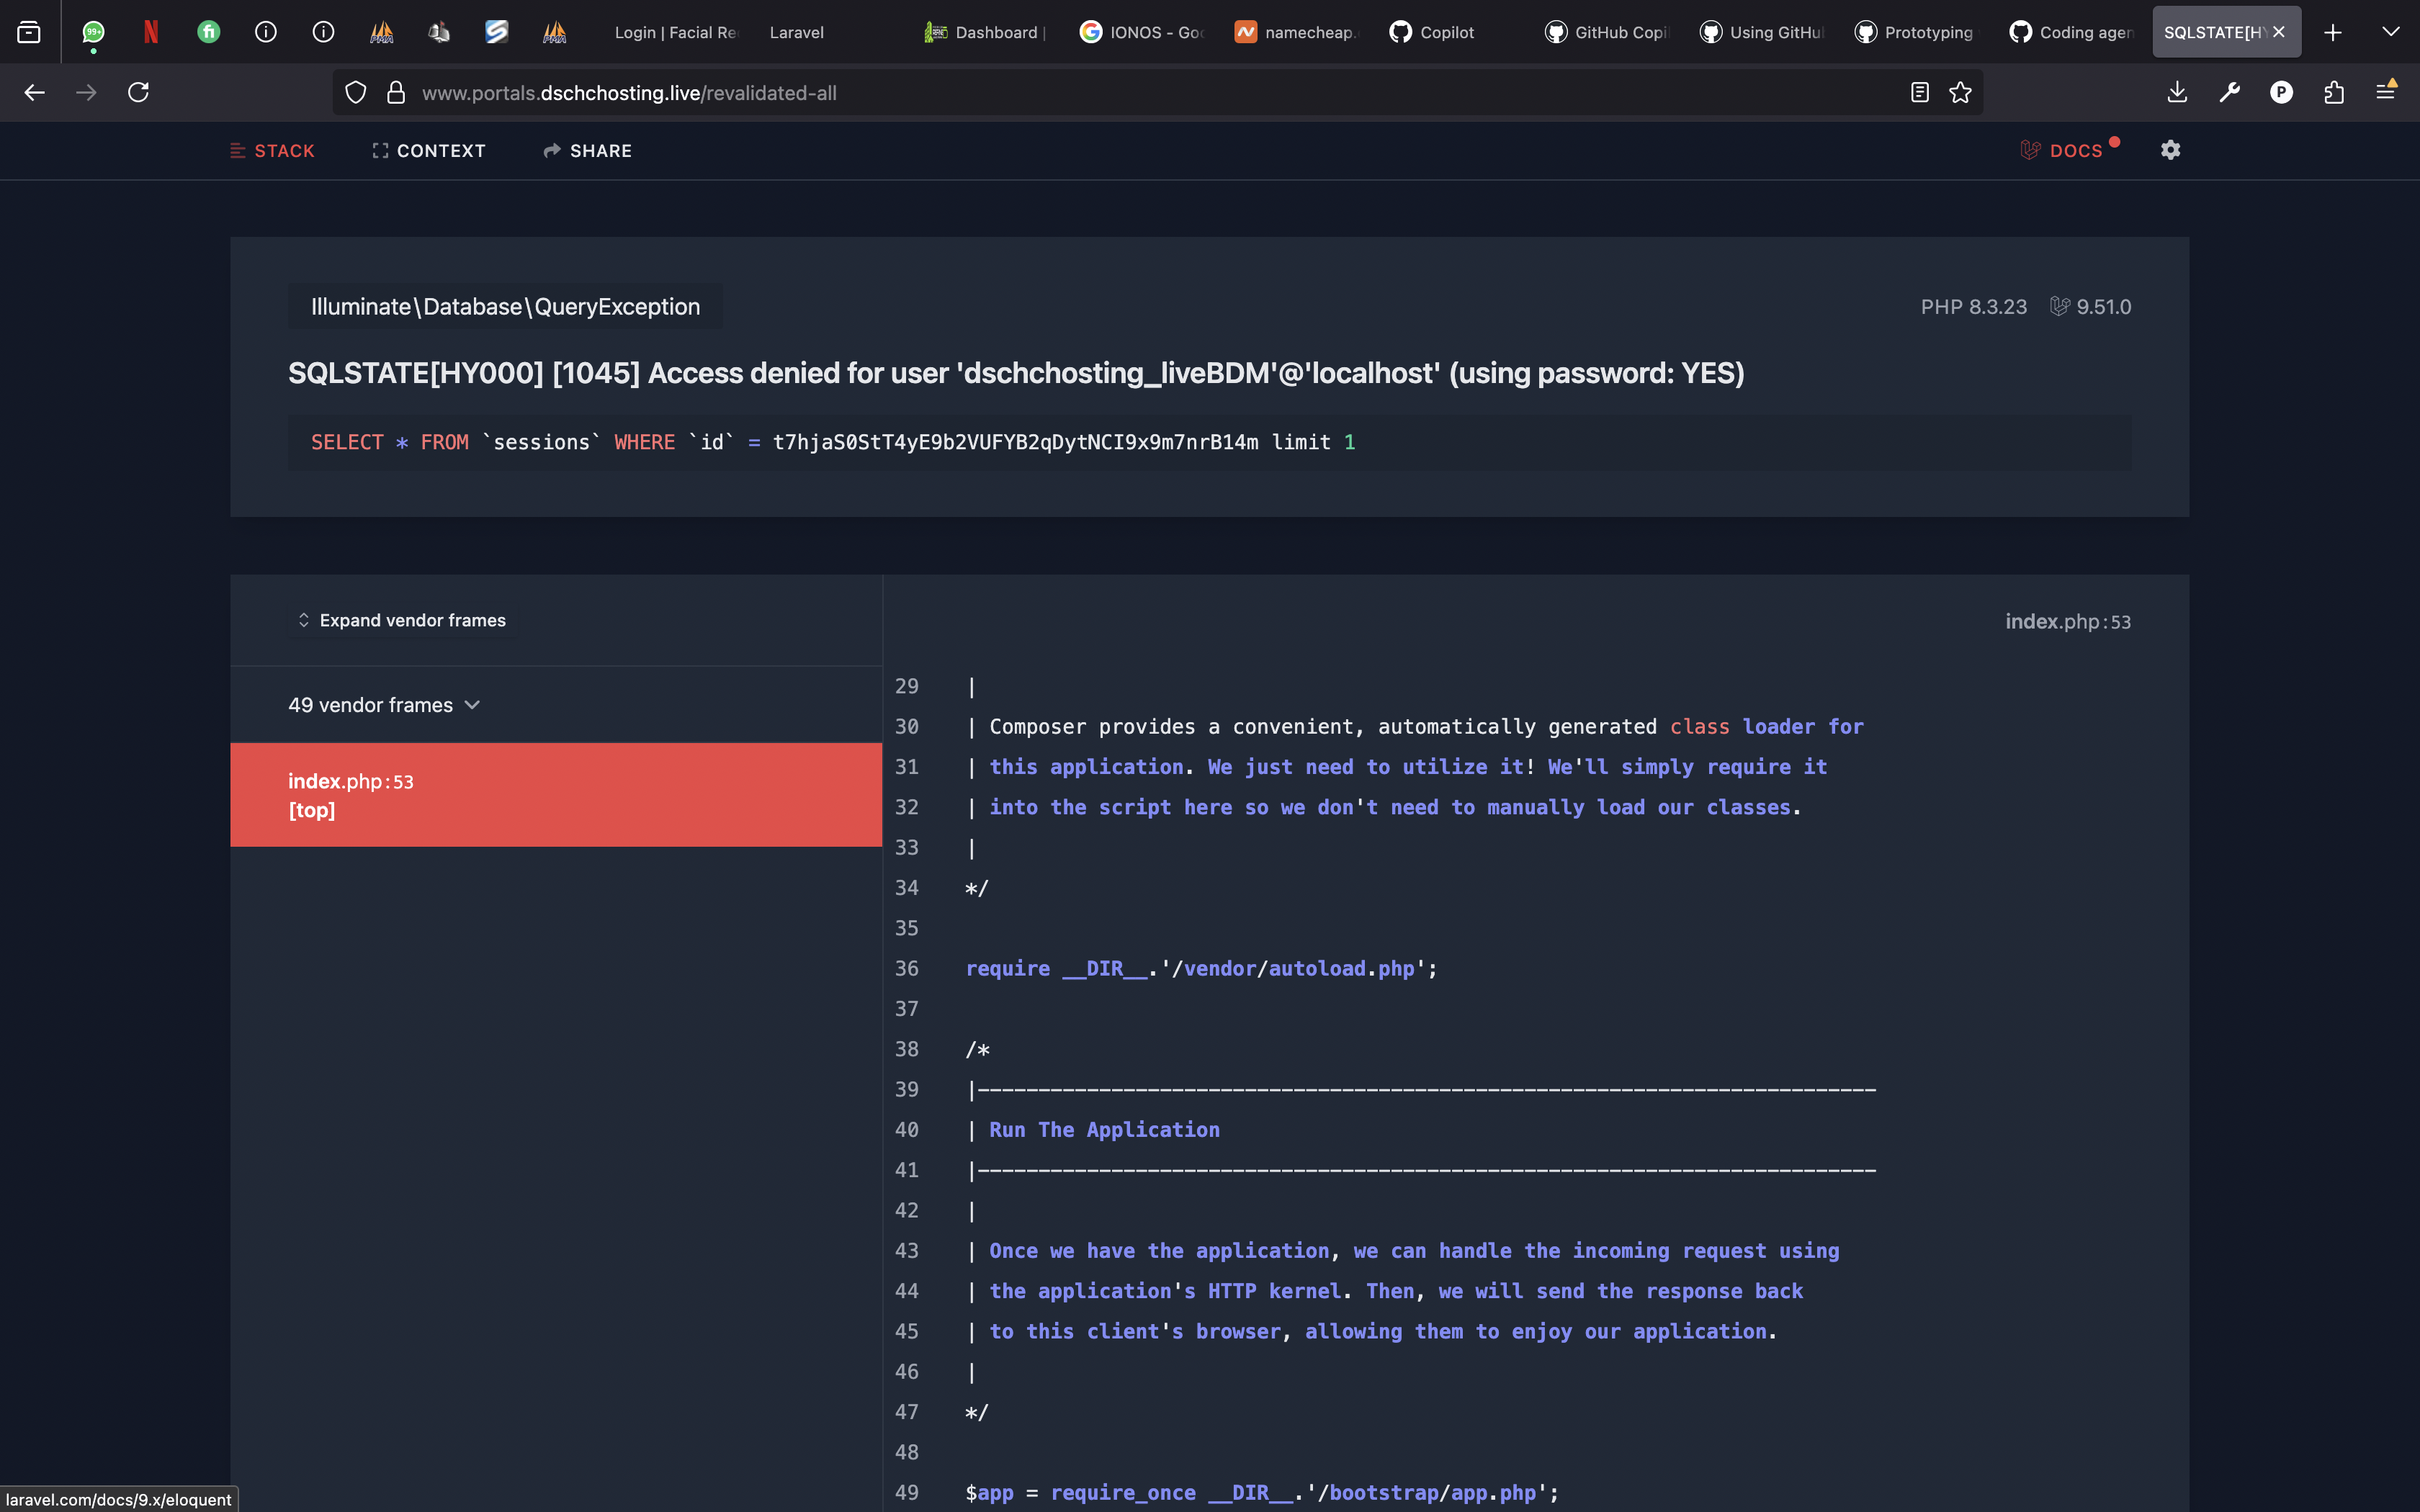 99+
Login | Facial Re
Laravel
Dashboard |
IONOS - Go
namecheap.
Copilot
GitHub Copi
Using GitHu
Prototyping
Coding agen
SQLSTATE[H
www.portals.dschchosting.live/revalidated-all
P
STACK
CONTEXT
SHARE
DOCS
Illuminate\Database\QueryException
PHP 8.3.23
9.51.0
SQLSTATE[HY000] [1045] Access denied for user 'dschchosting_liveBDM'@'localhost' (using password: YES)
SELECT * FROM `sessions` WHERE `id` = t7hjaS0StT4yE9b2VUFYB2qDytNCI9x9m7nrB14m limit 1
Expand vendor frames
49 vendor frames
index.php:53
[top]
index.php:53
29 |
30 | Composer provides a convenient, automatically generated class loader for
31 | this application. We just need to utilize it! We'll simply require it
32 | into the script here so we don't need to manually load our classes.
33 |
34 */
35
36 require __DIR__.'/vendor/autoload.php';
37
38 /*
39 |--------------------------------------------------------------------------
40 | Run The Application
41 |--------------------------------------------------------------------------
42 |
43 | Once we have the application, we can handle the incoming request using
44 | the application's HTTP kernel. Then, we will send the response back
45 | to this client's browser, allowing them to enjoy our application.
46 |
47 */
48
49 $app = require_once __DIR__.'/bootstrap/app.php';
laravel.com/docs/9.x/eloquent